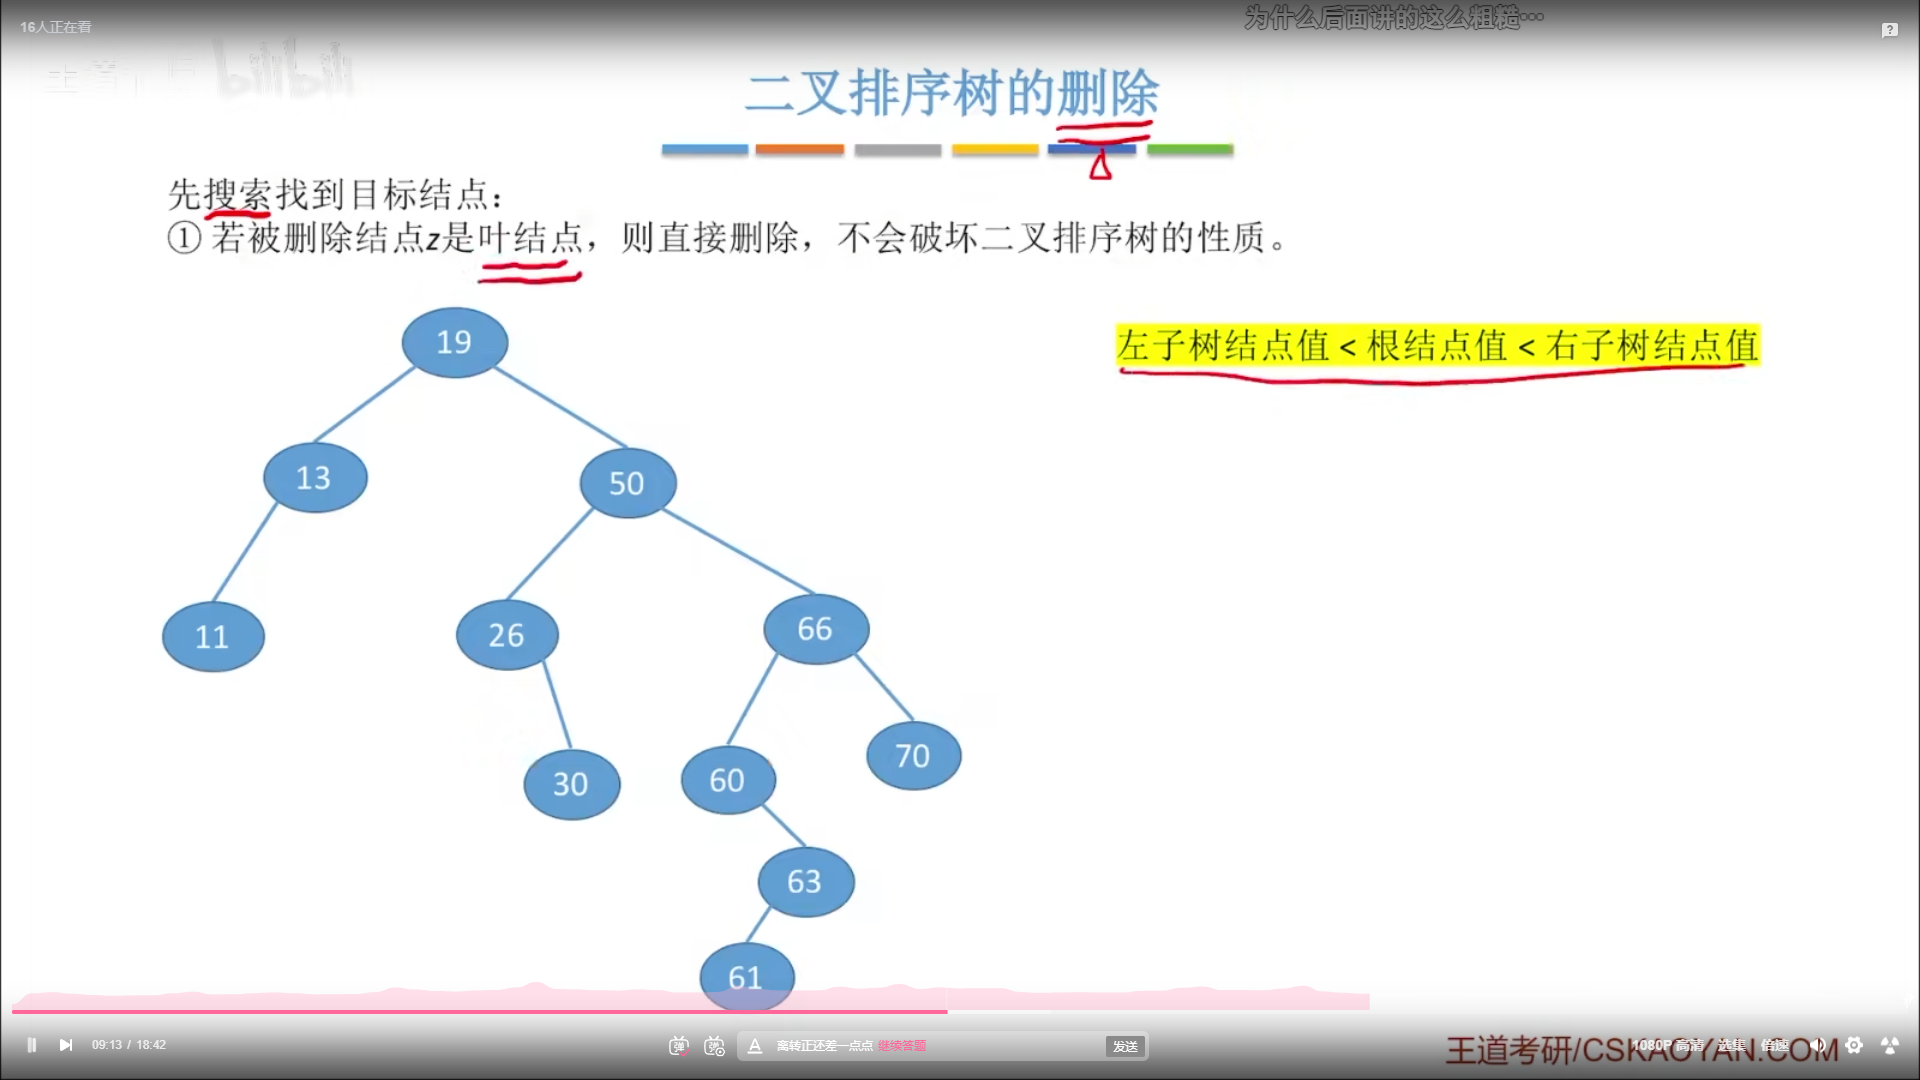 16人正在看
为什么后面讲的这么粗糙…
bilibili
二叉排序树的删除
先搜索找到目标结点：
① 若被删除结点z是叶结点，则直接删除，不会破坏二叉排序树的性质。
左子树结点值 < 根结点值 < 右子树结点值
19
13
50
11
26
66
30
60
70
63
61
09:13 / 18:42
弹
弹
A
离转正还差一点点 继续答题
发送
王道考研/CSKAOYAN.COM
1080P 高清
选集
倍速